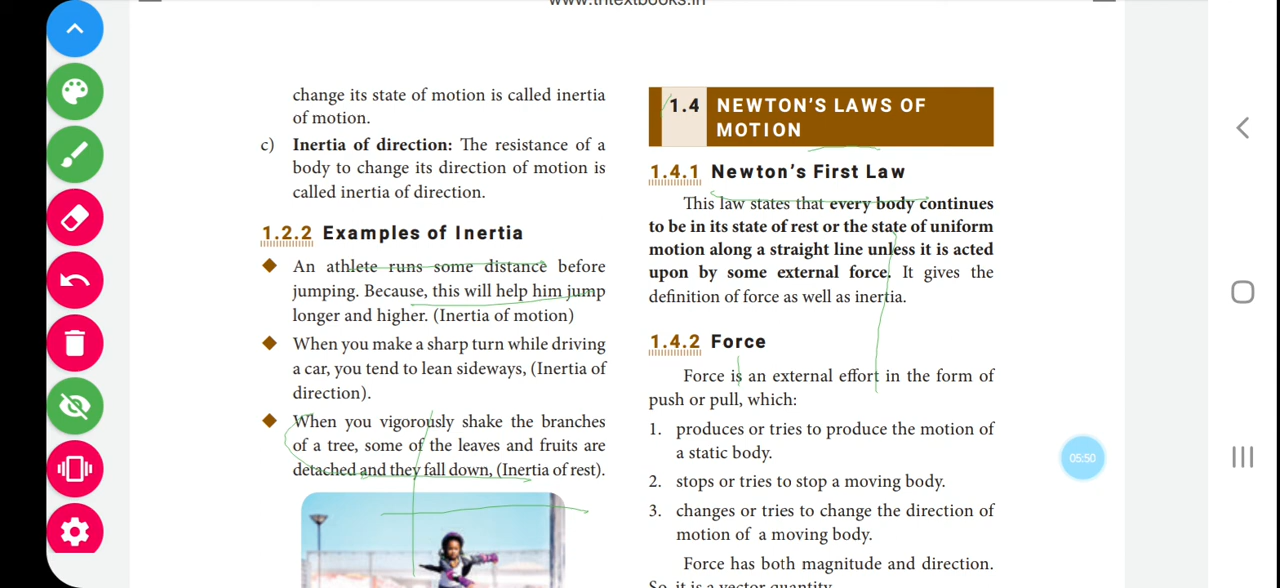 www.tntextbooks.in
change its state of motion is called inertia
of motion.
c) Inertia of direction: The resistance of a
body to change its direction of motion is
called inertia of direction.
1.2.2 Examples of Inertia
An athlete runs some distance before
jumping. Because, this will help him jump
longer and higher. (Inertia of motion)
When you make a sharp turn while driving
a car, you tend to lean sideways, (Inertia of
direction).
When you vigorously shake the branches
of a tree, some of the leaves and fruits are
detached and they fall down, (Inertia of rest).
1.4 NEWTON'S LAWS OF
MOTION
1.4.1 Newton's First Law
This law states that every body continues
to be in its state of rest or the state of uniform
motion along a straight line unless it is acted
upon by some external force. It gives the
definition of force as well as inertia.
1.4.2 Force
Force is an external effort in the form of
push or pull, which:
1. produces or tries to produce the motion of
a static body.
2. stops or tries to stop a moving body.
3. changes or tries to change the direction of
motion of a moving body.
Force has both magnitude and direction.
So, it is a vector quantity.
05:50